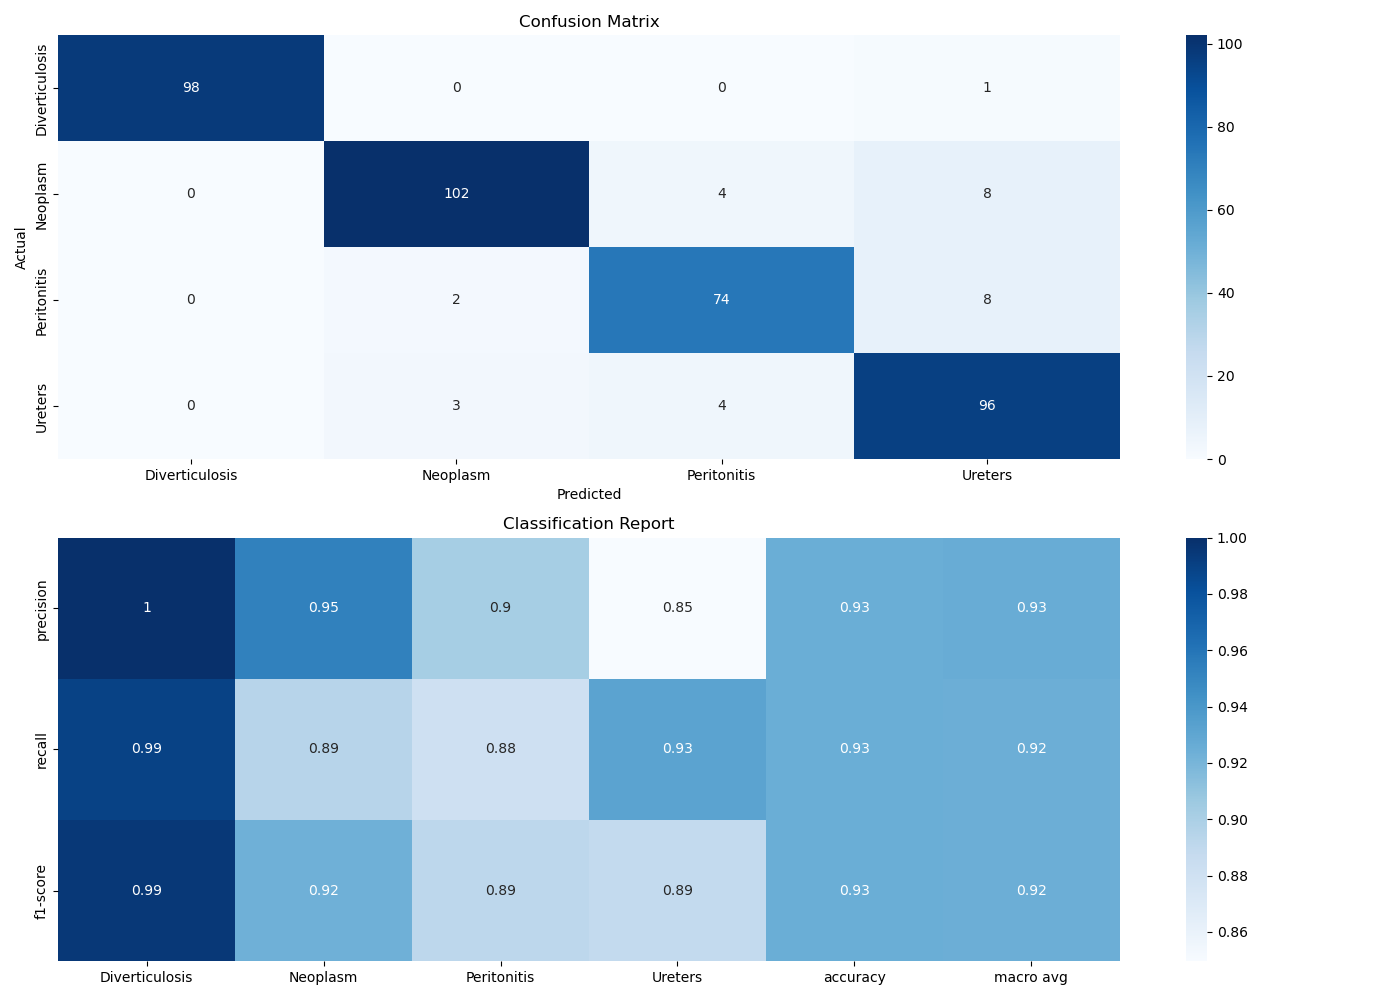 Confusion Matrix
Actual
Diverticulosis 98 0 0 1
Neoplasm 0 102 4 8
Peritonitis 0 2 74 8
Ureters 0 3 4 96
Diverticulosis Neoplasm Peritonitis Ureters
Predicted
100
80
60
40
20
0
Classification Report
precision 1 0.95 0.9 0.85 0.93 0.93
recall 0.99 0.89 0.88 0.93 0.93 0.92
f1-score 0.99 0.92 0.89 0.89 0.93 0.92
Diverticulosis Neoplasm Peritonitis Ureters accuracy macro avg
1.00
0.98
0.96
0.94
0.92
0.90
0.88
0.86